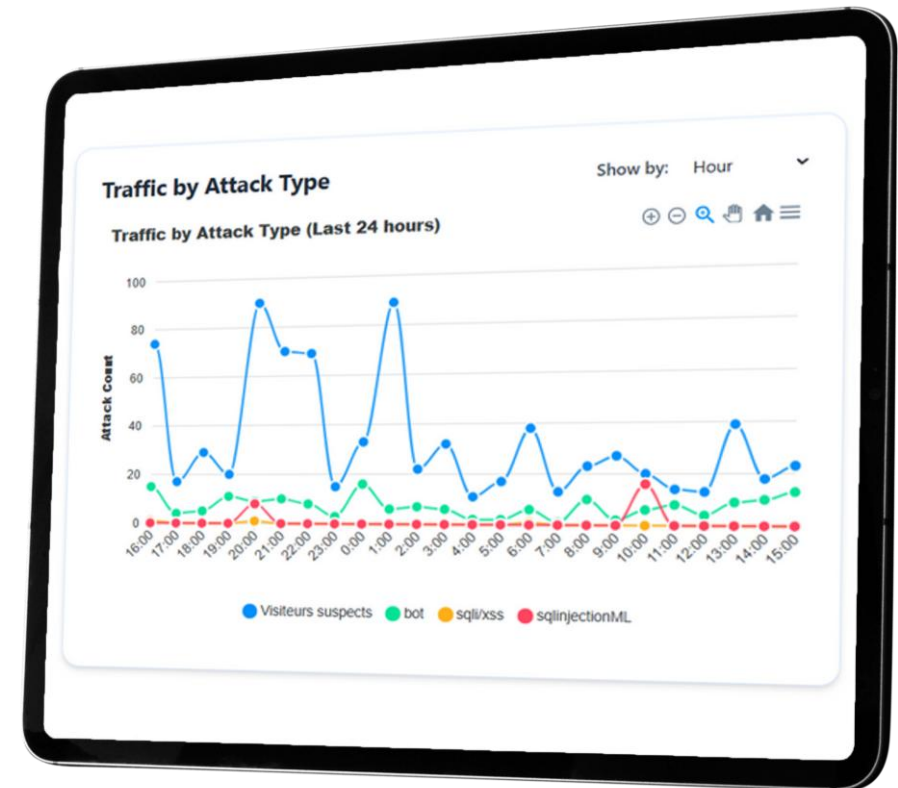 Traffic by Attack Type
Show by: Hour
Traffic by Attack Type (Last 24 hours)
Attack Count
100
80
60
40
20
0
16:00 17:00 18:00 19:00 20:00 21:00 22:00 23:00 0:00 1:00 2:00 3:00 4:00 5:00 6:00 7:00 8:00 9:00 10:00 11:00 12:00 13:00 14:00 15:00
Visiteurs suspects bot sqli/xss sqlinjectionML